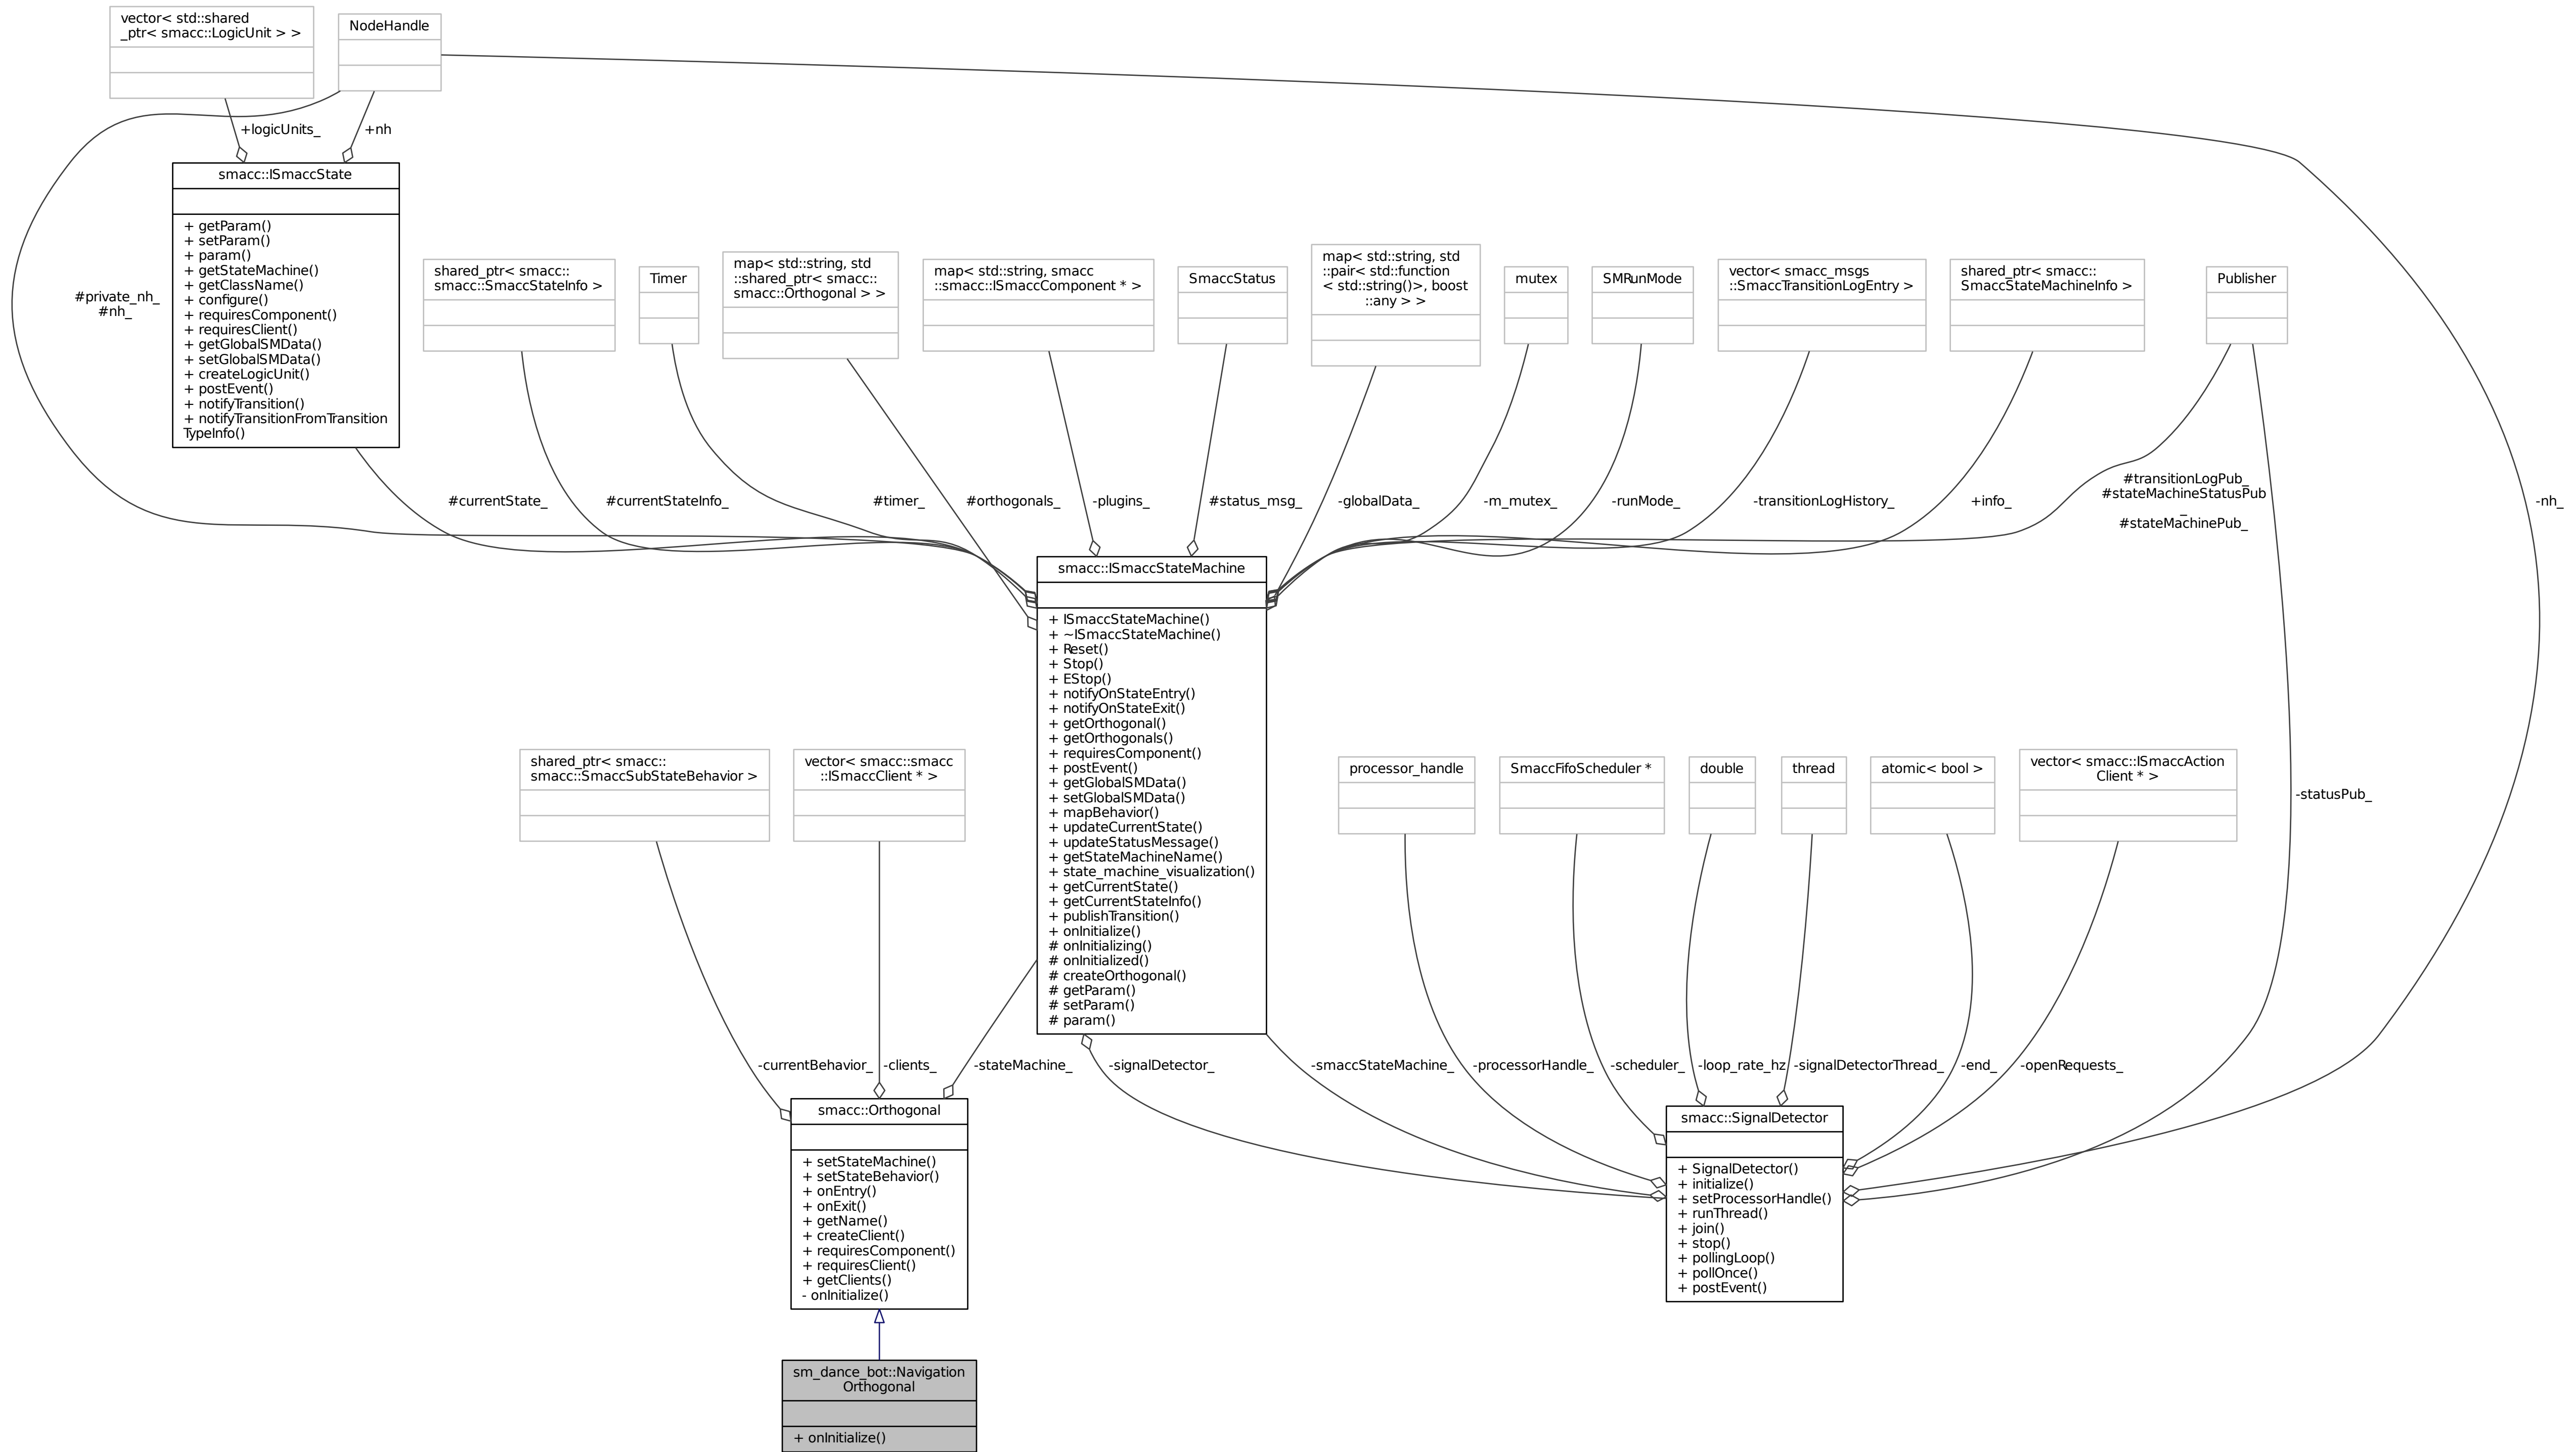 vector< std::shared
_ptr< smacc::LogicUnit > >
NodeHandle
+logicUnits_
+nh
smacc::ISmaccState
+ getParam()
+ setParam()
+ param()
+ getStateMachine()
+ getClassName()
+ configure()
+ requiresComponent()
+ requiresClient()
+ getGlobalSMData()
+ setGlobalSMData()
+ createLogicUnit()
+ postEvent()
+ notifyTransition()
+ notifyTransitionFromTransition
TypeInfo()
#private_nh_
#nh_
shared_ptr< smacc::
smacc::SmaccStateInfo >
Timer
map< std::string, std
::shared_ptr< smacc::
smacc::Orthogonal > >
map< std::string, smacc
::smacc::ISmaccComponent * >
SmaccStatus
map< std::string, std
::pair< std::function
< std::string()>, boost
::any > >
mutex
SMRunMode
vector< smacc_msgs
::SmaccTransitionLogEntry >
shared_ptr< smacc::
SmaccStateMachineInfo >
Publisher
#currentState_
#currentStateInfo_
#timer_
#orthogonals_
-plugins_
#status_msg_
-globalData_
-m_mutex_
-runMode_
-transitionLogHistory_
+info_
#transitionLogPub_
#stateMachineStatusPub
_
#stateMachinePub_
-nh_
smacc::ISmaccStateMachine
+ ISmaccStateMachine()
+ ~ISmaccStateMachine()
+ Reset()
+ Stop()
+ EStop()
+ notifyOnStateEntry()
+ notifyOnStateExit()
+ getOrthogonal()
+ getOrthogonals()
+ requiresComponent()
+ postEvent()
+ getGlobalSMData()
+ setGlobalSMData()
+ mapBehavior()
+ updateCurrentState()
+ updateStatusMessage()
+ getStateMachineName()
+ state_machine_visualization()
+ getCurrentState()
+ getCurrentStateInfo()
+ publishTransition()
+ onInitialize()
# onInitializing()
# onInitialized()
# createOrthogonal()
# getParam()
# setParam()
# param()
shared_ptr< smacc::
smacc::SmaccSubStateBehavior >
vector< smacc::smacc
::ISmaccClient * >
processor_handle
SmaccFifoScheduler *
double
thread
atomic< bool >
vector< smacc::ISmaccAction
Client * >
-statusPub_
-currentBehavior_
-clients_
-stateMachine_
-signalDetector_
-smaccStateMachine_
-processorHandle_
-scheduler_
-loop_rate_hz
-signalDetectorThread_
-end_
-openRequests_
smacc::Orthogonal
+ setStateMachine()
+ setStateBehavior()
+ onEntry()
+ onExit()
+ getName()
+ createClient()
+ requiresComponent()
+ requiresClient()
+ getClients()
- onInitialize()
smacc::SignalDetector
+ SignalDetector()
+ initialize()
+ setProcessorHandle()
+ runThread()
+ join()
+ stop()
+ pollingLoop()
+ pollOnce()
+ postEvent()
sm_dance_bot::Navigation
Orthogonal
+ onInitialize()